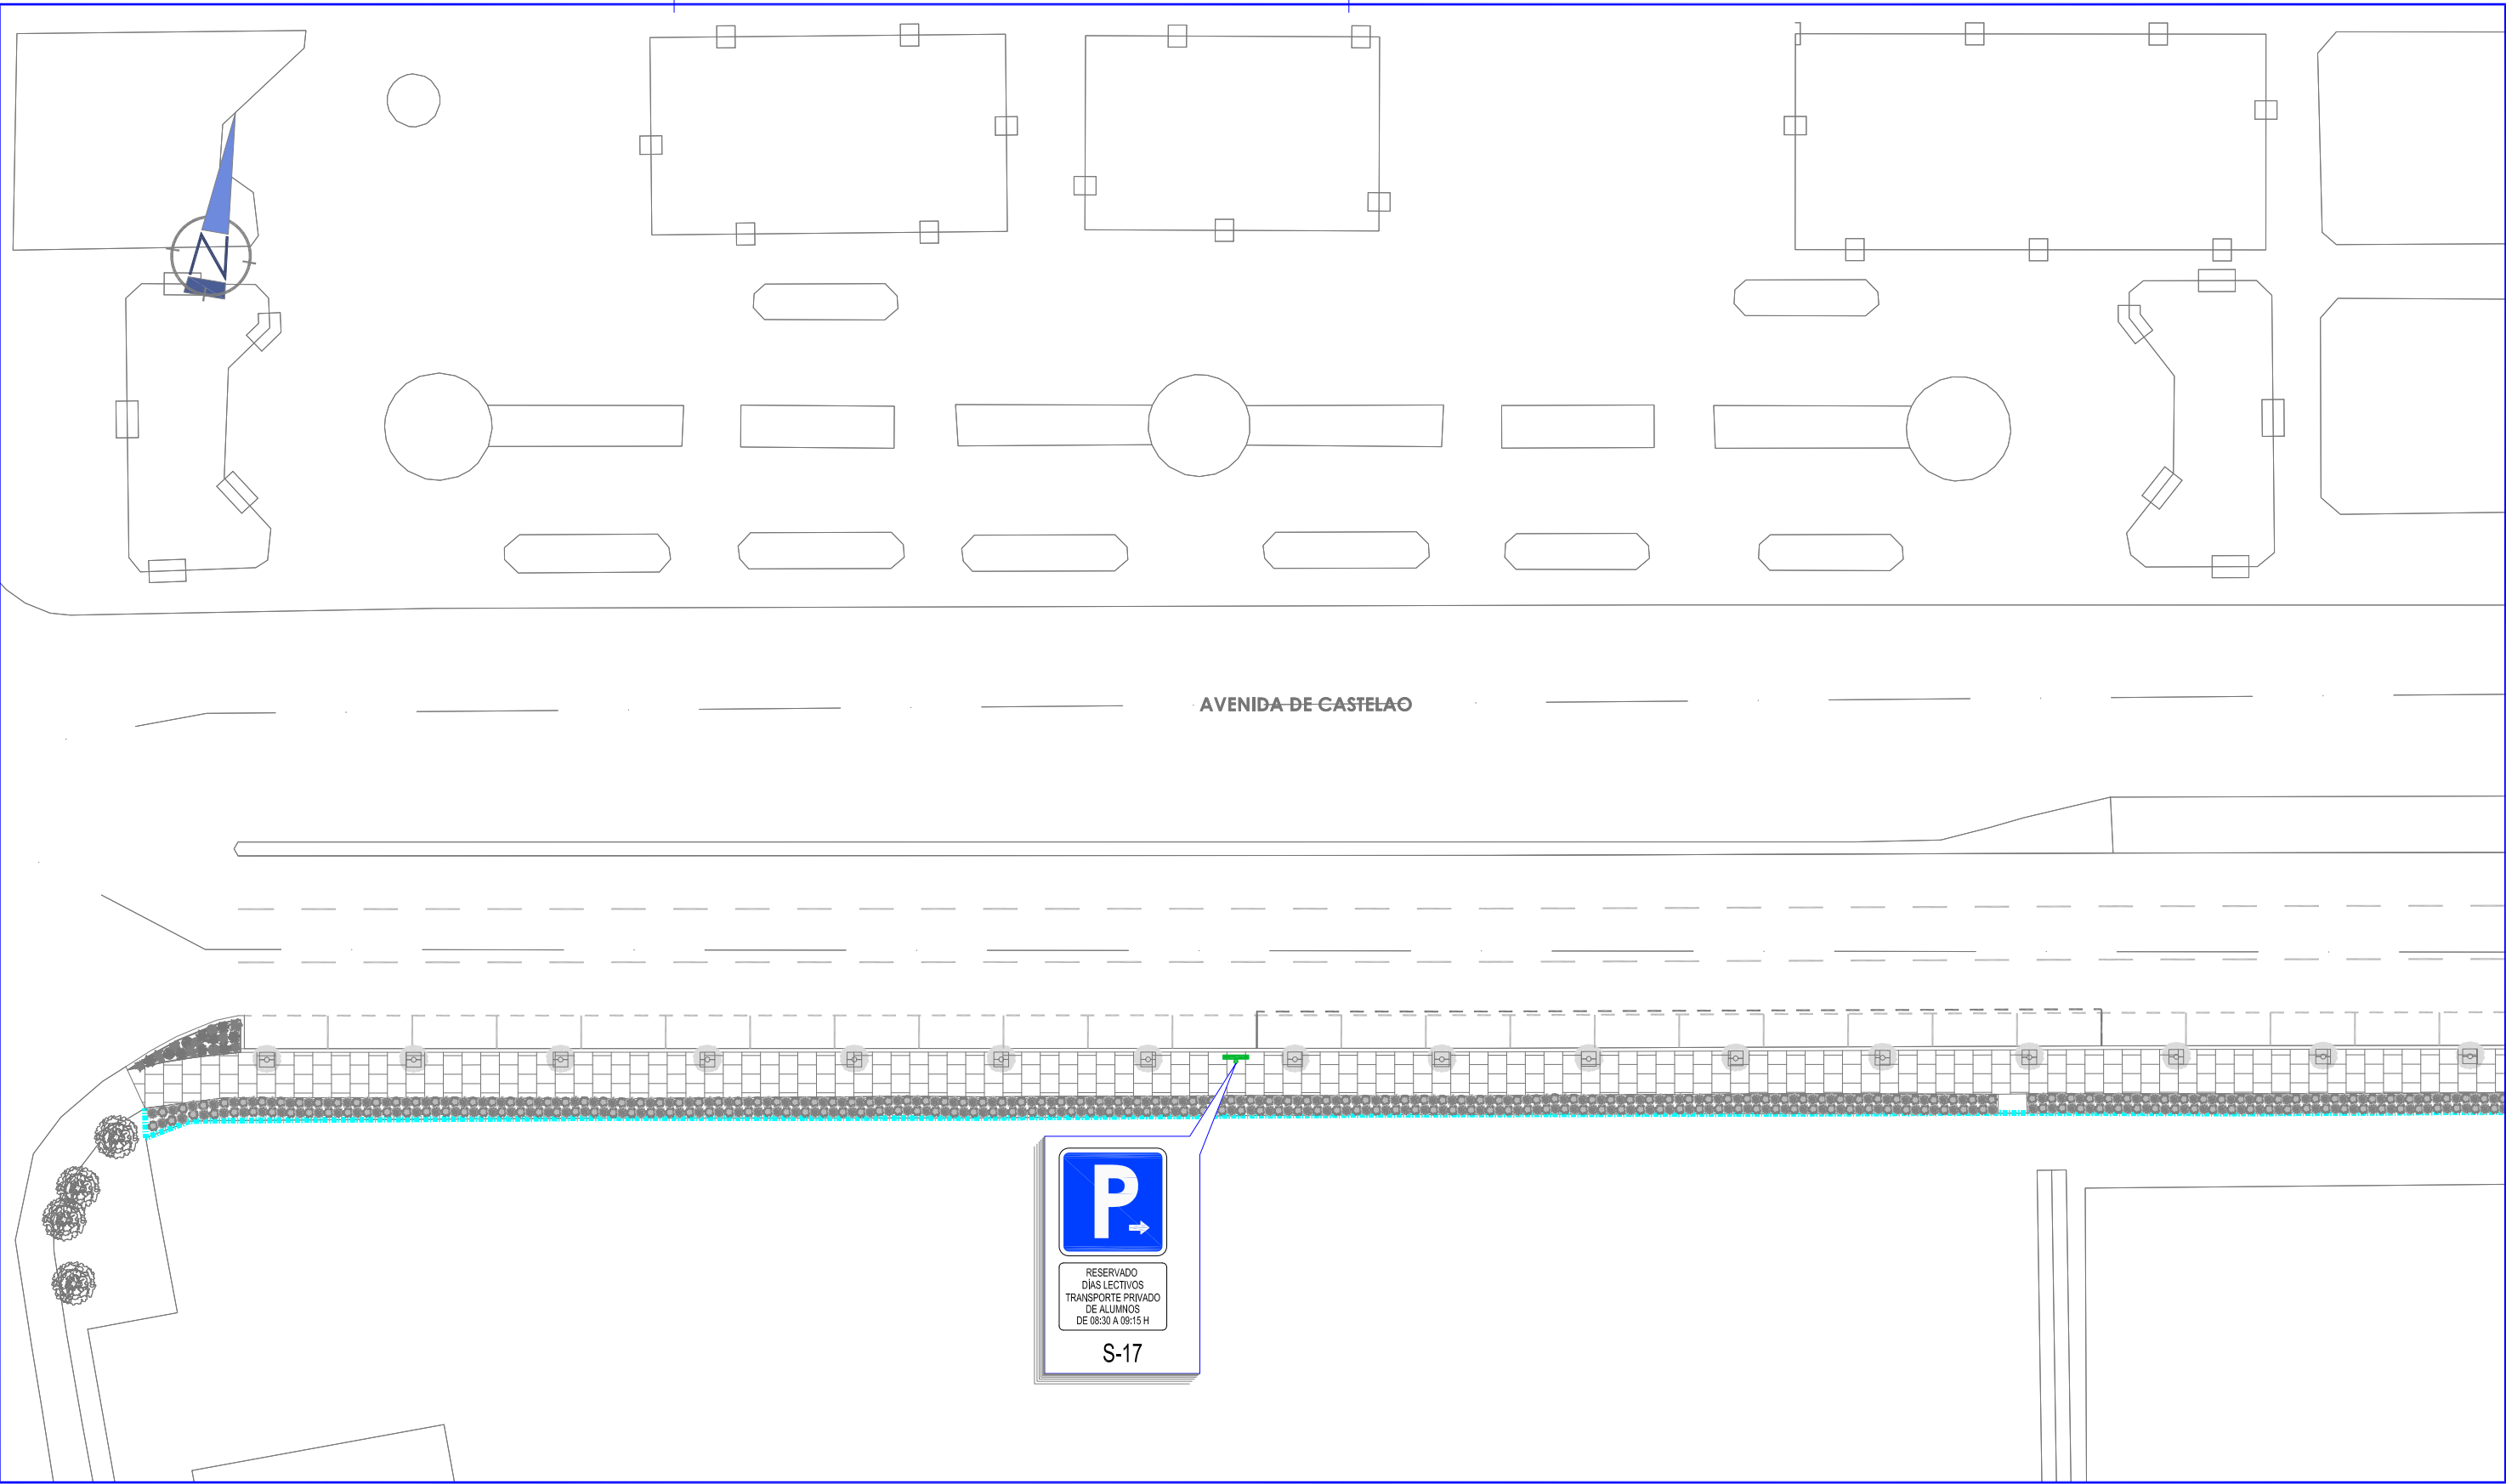 N
AVENIDA DE CASTELAO
P
RESERVADO
DÍAS LECTIVOS
TRANSPORTE PRIVADO
DE ALUMNOS
DE 08:30 A 09:15 H
S-17